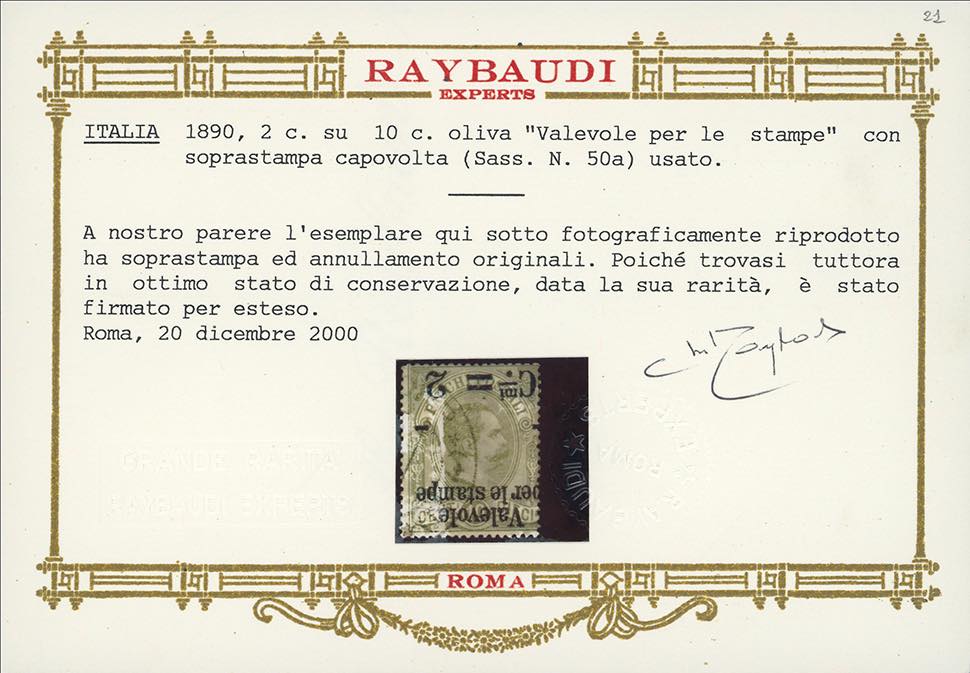 21
RAYBAUDI
EXPERTS
ITALIA 1890, 2 c. su 10 c. oliva "Valevole per le stampe" con
soprastampa capovolta (Sass. N. 50a) usato.
A nostro parere l'esemplare qui sotto fotograficamente riprodotto
ha soprastampa ed annullamento originali. Poiché trovasi tuttora
in ottimo stato di conservazione, data la sua rarità, è stato
firmato per esteso.
Roma, 20 dicembre 2000
Cmi 2
Valevole
per le stampe
GRANDE RARITÀ
RAYBAUDI EXPERTS
ROMA